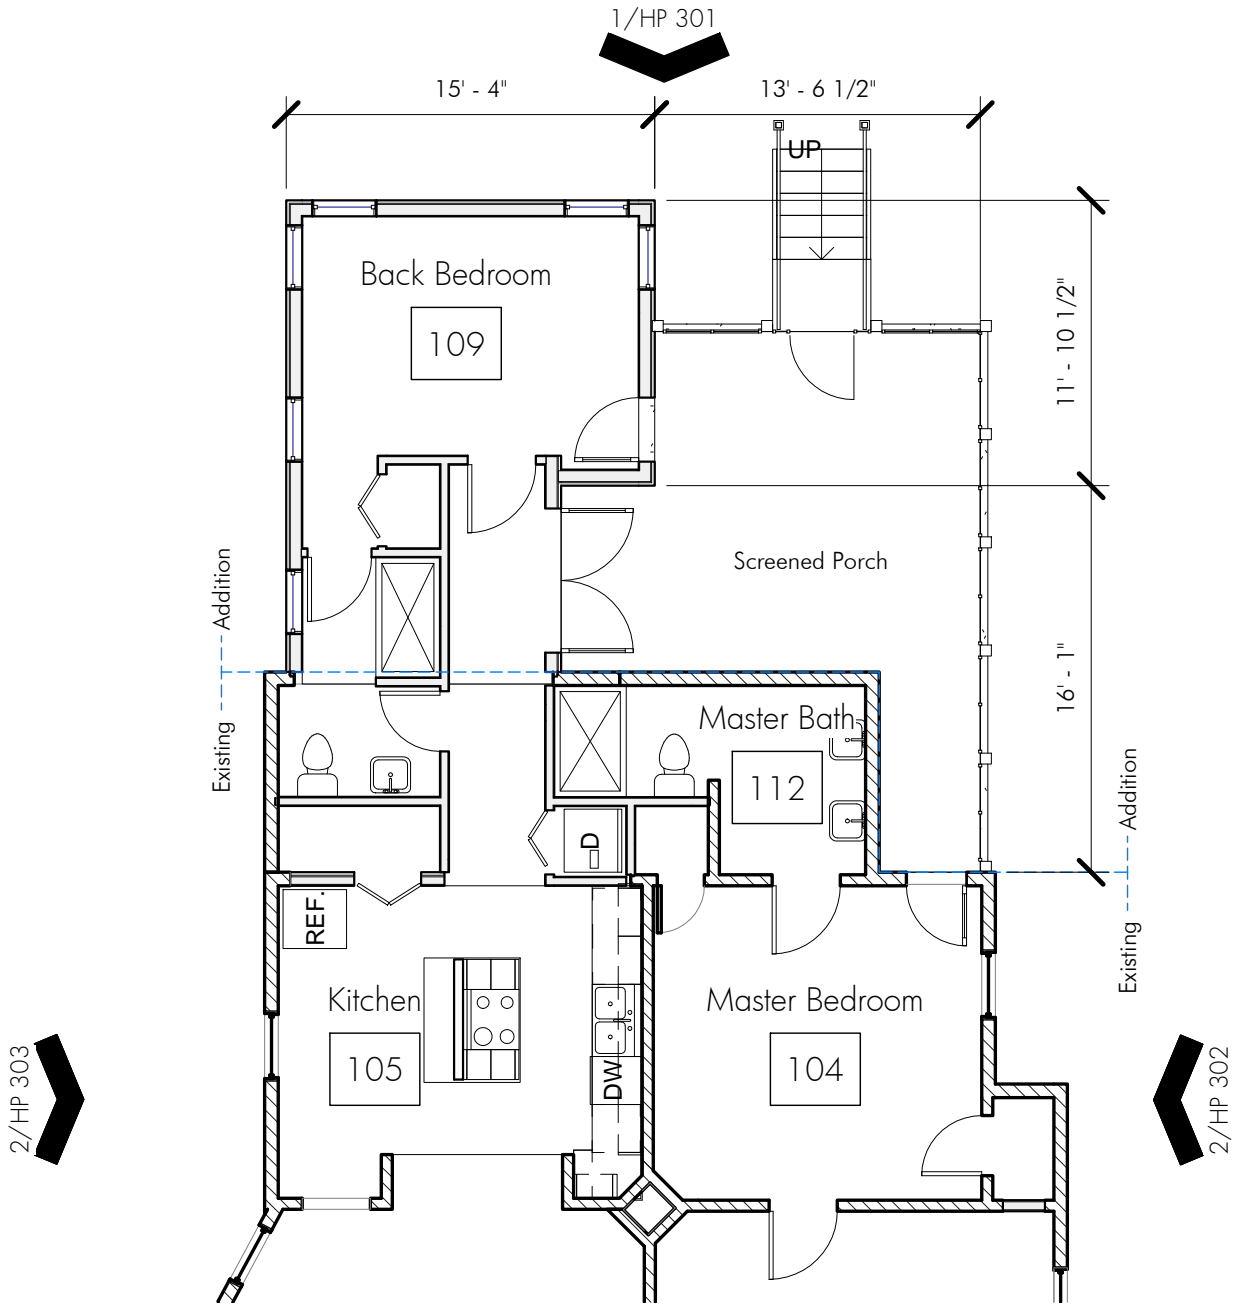 1/HP 301
15' - 4"
13' - 6 1/2"
UP
Back Bedroom
109
11' - 10 1/2"
Screened Porch
Addition
Existing
16' - 1"
Master Bath
112
D
Addition
Existing
REF.
Kitchen
105
DW
Master Bedroom
104
2/HP 303
2/HP 302